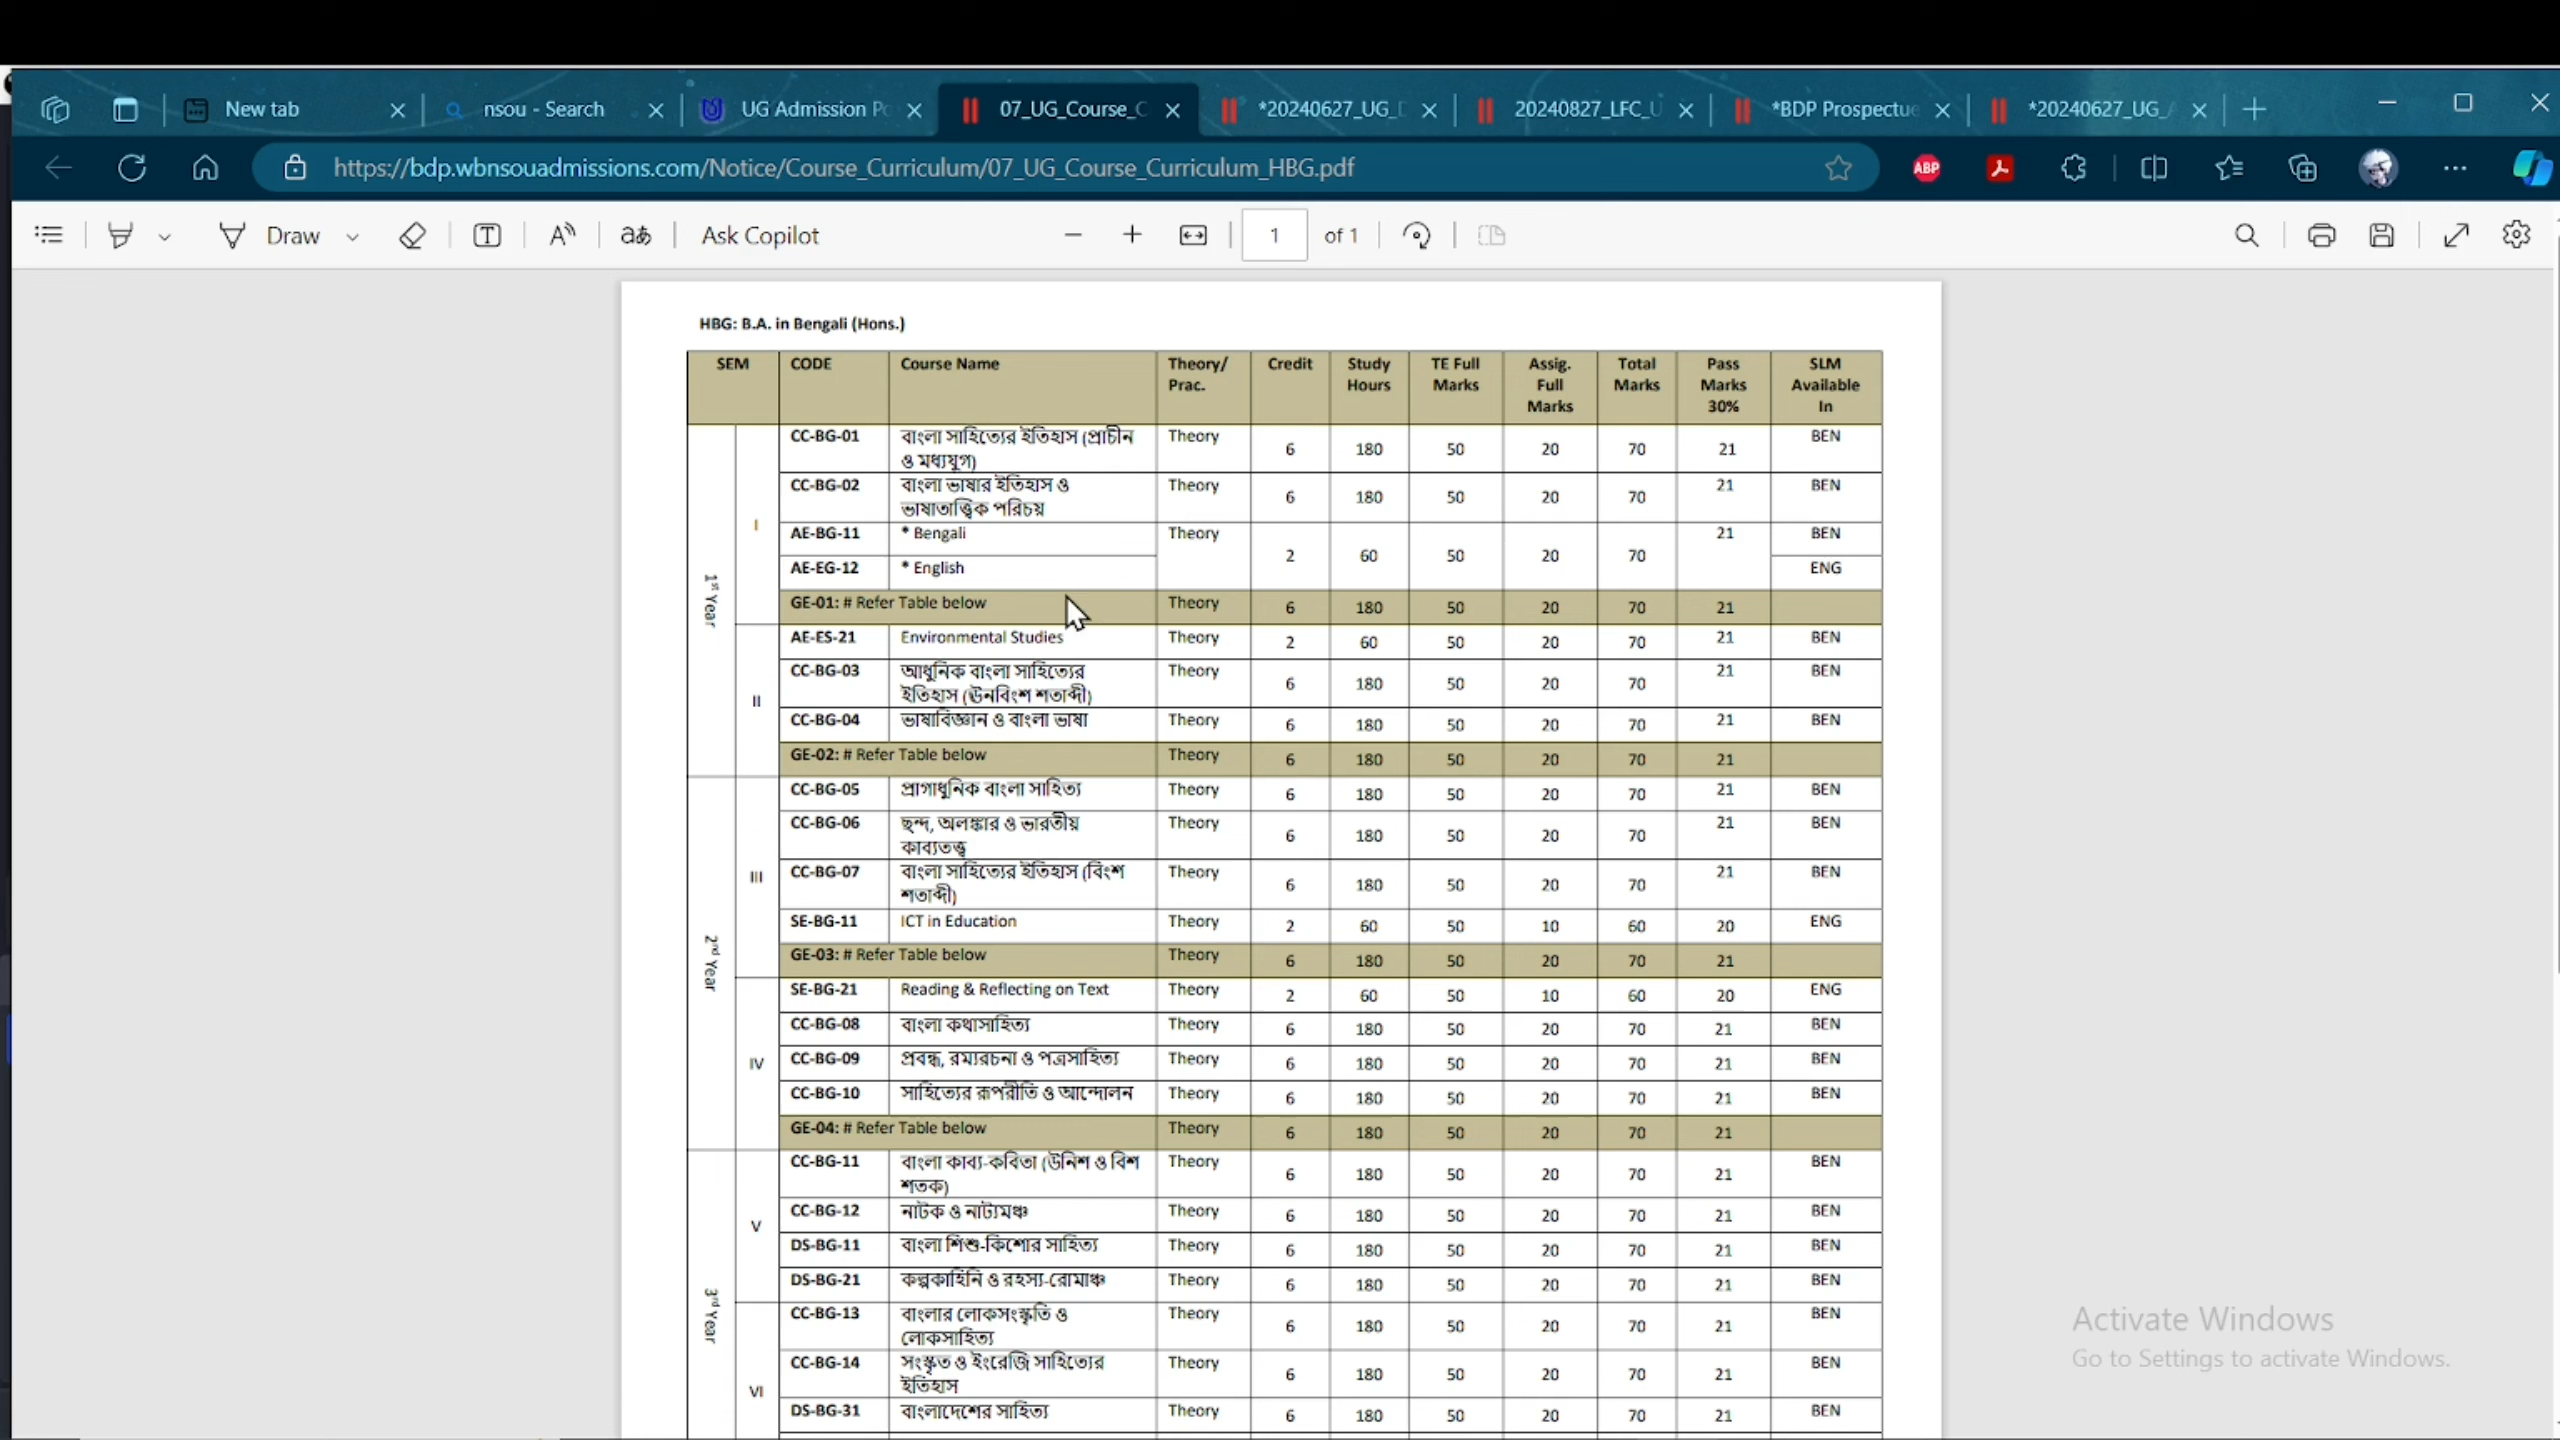 New tab
nsou - Search
UG Admission Po
07_UG_Course_C
*20240627_UG_D
20240827_LFC_U
*BDP Prospectue
*20240627_UG_A
https://bdp.wbnsouadmissions.com/Notice/Course_Curriculum/07_UG_Course_Curriculum_HBG.pdf
ABP
Draw
Ask Copilot
1 of 1
HBG: B.A. in Bengali (Hons.)
SEM CODE Course Name Theory/ Prac. Credit Study Hours TE Full Marks Assig. Full Marks Total Marks Pass Marks 30% SLM Available In
1st Year
I
CC-BG-01 বাংলা সাহিত্যের ইতিহাস (প্রাচীন Theory 6 180 50 20 70 21 BEN
ও মধ্যযুগ)
CC-BG-02 বাংলা ভাষার ইতিহাস ও Theory 6 180 50 20 70 21 BEN
ভাষাতাত্ত্বিক পরিচয়
AE-BG-11 * Bengali Theory 2 60 50 20 70 21 BEN
AE-EG-12 * English ENG
GE-01: # Refer Table below Theory 6 180 50 20 70 21
II
AE-ES-21 Environmental Studies Theory 2 60 50 20 70 21 BEN
CC-BG-03 আধুনিক বাংলা সাহিত্যের Theory 6 180 50 20 70 21 BEN
ইতিহাস (ঊনবিংশ শতাব্দী)
CC-BG-04 ভাষাবিজ্ঞান ও বাংলা ভাষা Theory 6 180 50 20 70 21 BEN
GE-02: # Refer Table below Theory 6 180 50 20 70 21
2nd Year
III
CC-BG-05 প্রাগাধুনিক বাংলা সাহিত্য Theory 6 180 50 20 70 21 BEN
CC-BG-06 ছন্দ, অলঙ্কার ও ভারতীয় Theory 6 180 50 20 70 21 BEN
কাব্যতত্ত্ব
CC-BG-07 বাংলা সাহিত্যের ইতিহাস (বিংশ Theory 6 180 50 20 70 21 BEN
শতাব্দী)
SE-BG-11 ICT in Education Theory 2 60 50 10 60 20 ENG
GE-03: # Refer Table below Theory 6 180 50 20 70 21
IV
SE-BG-21 Reading & Reflecting on Text Theory 2 60 50 10 60 20 ENG
CC-BG-08 বাংলা কথাসাহিত্য Theory 6 180 50 20 70 21 BEN
CC-BG-09 প্রবন্ধ, রম্যরচনা ও পত্রসাহিত্য Theory 6 180 50 20 70 21 BEN
CC-BG-10 সাহিত্যের রূপরীতি ও আন্দোলন Theory 6 180 50 20 70 21 BEN
GE-04: # Refer Table below Theory 6 180 50 20 70 21
3rd Year
V
CC-BG-11 বাংলা কাব্য-কবিতা (উনিশ ও বিশ Theory 6 180 50 20 70 21 BEN
শতক)
CC-BG-12 নাটক ও নাট্যমঞ্চ Theory 6 180 50 20 70 21 BEN
DS-BG-11 বাংলা শিশু-কিশোর সাহিত্য Theory 6 180 50 20 70 21 BEN
DS-BG-21 কল্পকাহিনি ও রহস্য-রোমাঞ্চ Theory 6 180 50 20 70 21 BEN
VI
CC-BG-13 বাংলার লোকসংস্কৃতি ও Theory 6 180 50 20 70 21 BEN
লোকসাহিত্য
CC-BG-14 সংস্কৃত ও ইংরেজি সাহিত্যের Theory 6 180 50 20 70 21 BEN
ইতিহাস
DS-BG-31 বাংলাদেশের সাহিত্য Theory 6 180 50 20 70 21 BEN
Activate Windows
Go to Settings to activate Windows.